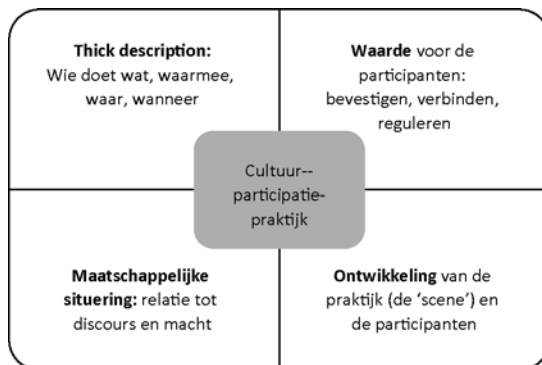 Thick description:
Wie doet wat, waarmee,
waar, wanneer
Waarde voor de
participanten:
bevestigen, verbinden,
reguleren
Cultuur--
participatie-
praktijk
Maatschappelijke
situering: relatie tot
discours en macht
Ontwikkeling van de
praktijk (de ‘scene’) en
de participanten